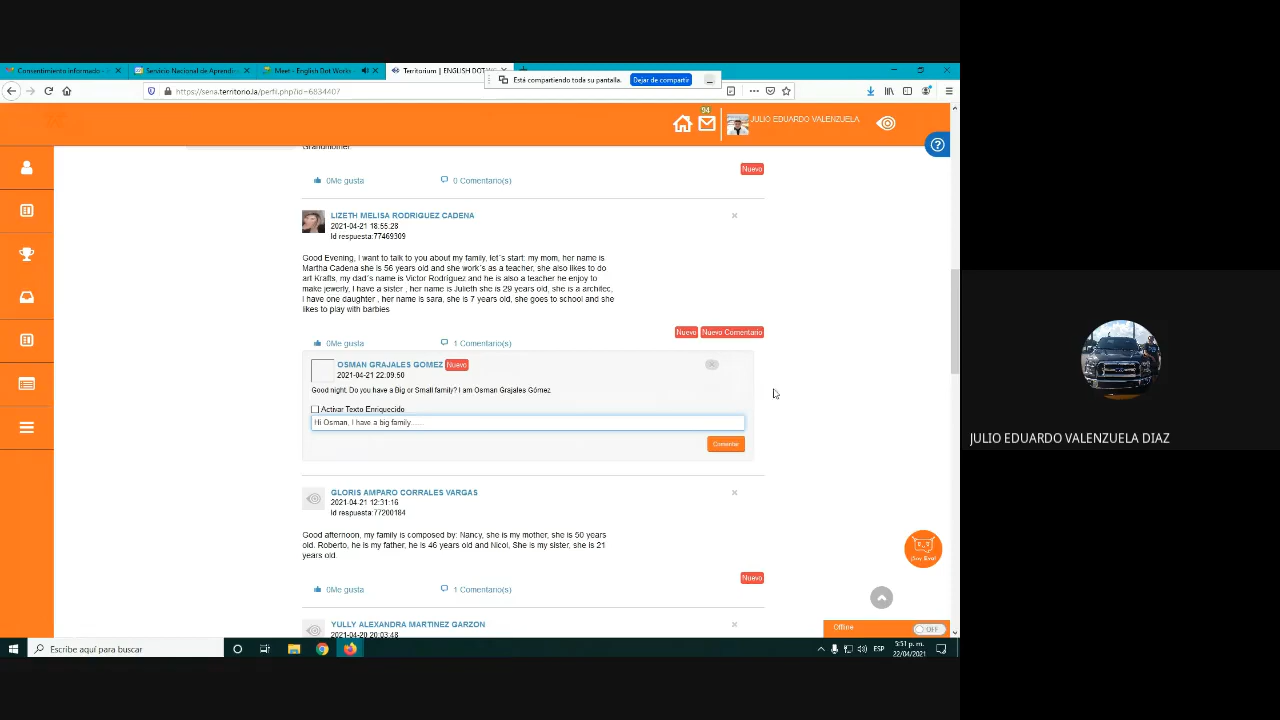 Consentimiento informado -
Servicio Nacional de Aprendiz
Meet - English Dot Works
Territorium | ENGLISH DOT
Está compartiendo toda su pantalla.
Dejar de compartir
https://sena.territorio.la/perfil.php?id=6834407
94
JULIO EDUARDO VALENZUELA
Grandmother
Nuevo
0Me gusta
0 Comentario(s)
LIZETH MELISA RODRIGUEZ CADENA
2021-04-21 18:55:28
Id respuesta:77469309
Good Evening, I want to talk to you about my family, let´s start: my mom, her name is
Martha Cadena she is 56 years old and she work´s as a teacher, she also likes to do
art Krafts, my dad´s name is Victor Rodríguez and he is also a teacher he enjoy to
make jewerly, I have a sister , her name is Julieth she is 29 years old, she is a architec,
I have one daughter , her name is sara, she is 7 years old, she goes to school and she
likes to play with barbies
Nuevo
Nuevo Comentario
0Me gusta
1 Comentario(s)
OSMAN GRAJALES GOMEZ
Nuevo
2021-04-21 22:09:50
Good night. Do you have a Big or Small family? I am Osman Grajales Gómez
Activar Texto Enriquecido
Hi Osman, I have a big family......
Comentar
GLORIS AMPARO CORRALES VARGAS
2021-04-21 12:31:16
Id respuesta:77200184
Good afternoon, my family is composed by: Nancy, she is my mother, she is 50 years
old. Roberto, he is my father, he is 46 years old and Nicol, She is my sister, she is 21
years old.
Nuevo
0Me gusta
1 Comentario(s)
YULLY ALEXANDRA MARTINEZ GARZON
2021-04-20 20:03:48
Offline
OFF
Escribe aquí para buscar
ESP
5:51 p. m.
22/04/2021
JULIO EDUARDO VALENZUELA DIAZ